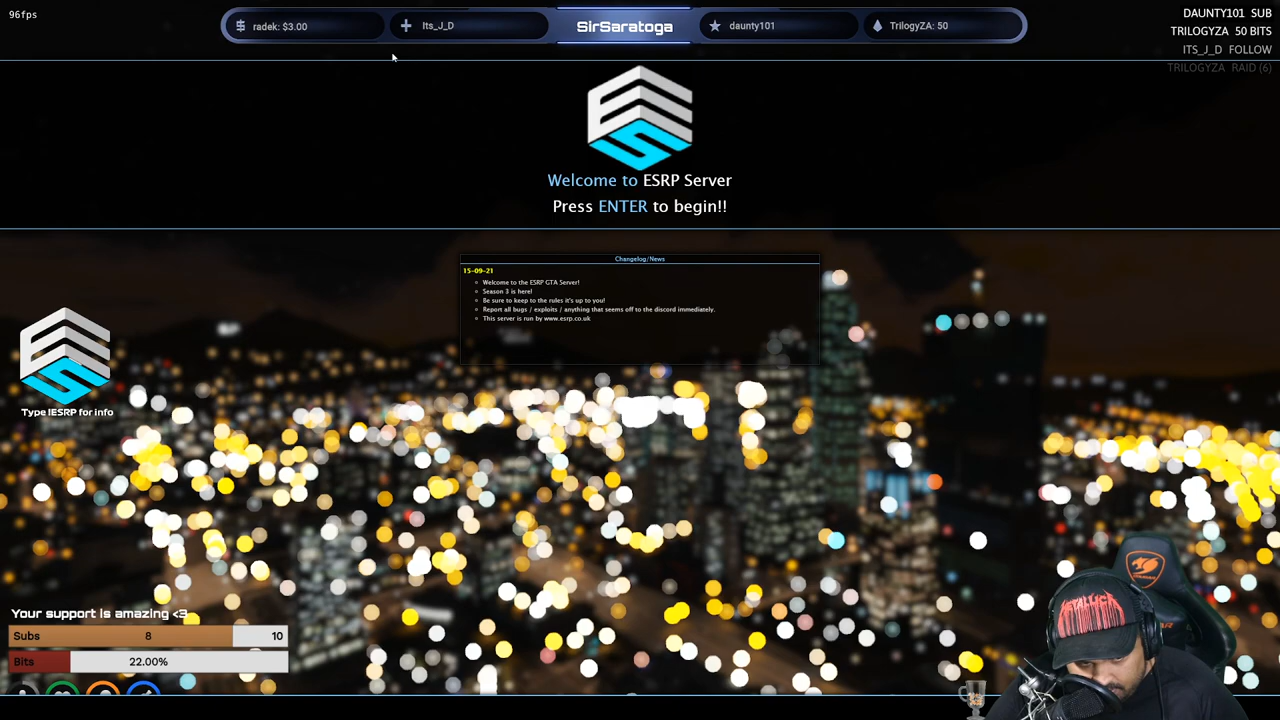 96fps
radek: $3.00
Its_J_D
SirSaratoga
daunty101
TrilogyZA: 50
DAUNTY101 SUB
TRILOGYZA 50 BITS
ITS_J_D FOLLOW
TRILOGYZA RAID (6)
Welcome to ESRP Server
Press ENTER to begin!!
Changelog/News
15-09-21
Welcome to the ESRP GTA Server!
Season 3 is here!
Be sure to keep to the rules it's up to you!
Report all bugs / exploits / anything that seems off to the discord immediately.
This server is run by www.esrp.co.uk
Type !ESRP for info
Your support is amazing <3
Subs 8 10
Bits 22.00%
METALLICA